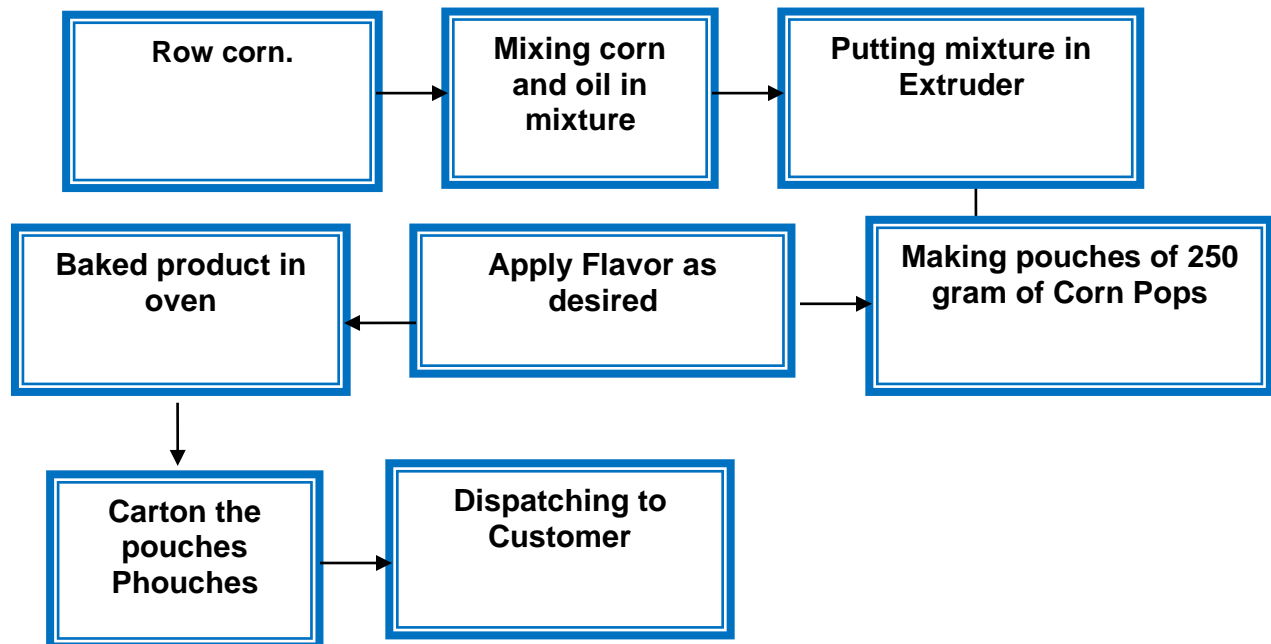 Row corn.
Mixing corn
and oil in
mixture
Putting mixture in
Extruder
Baked product in
oven
Apply Flavor as
desired
Making pouches of 250
gram of Corn Pops
Carton the
pouches
Phouches
Dispatching to
Customer